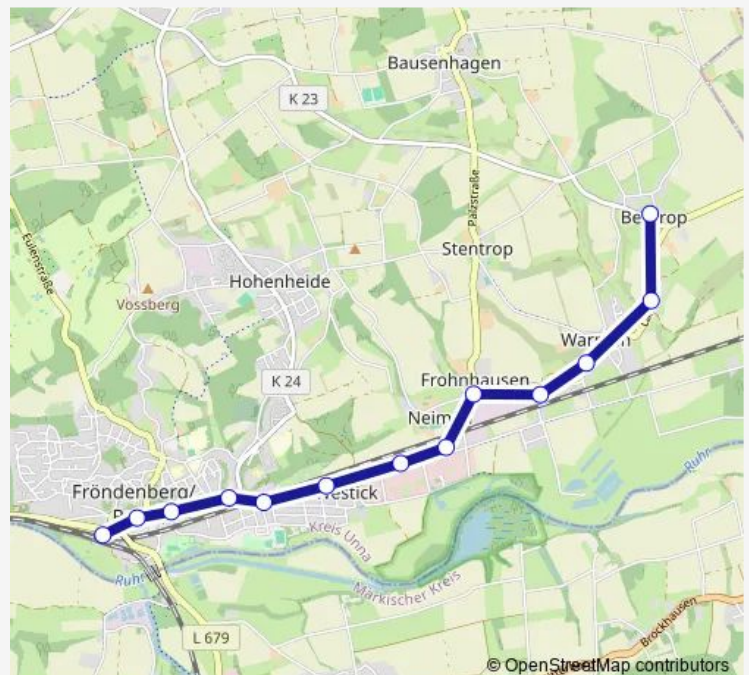 Bausenhagen
K 23
Palzstraße
Eulenstraße
Stentrop
Hohenheide
Vossberg
K 24
Frohnhausen
Fröndenberg/
Ruhr
Kreis Unna
Märkischer Kreis
Ruhr
L 679
Brockhausen
© OpenStreetMap contributors